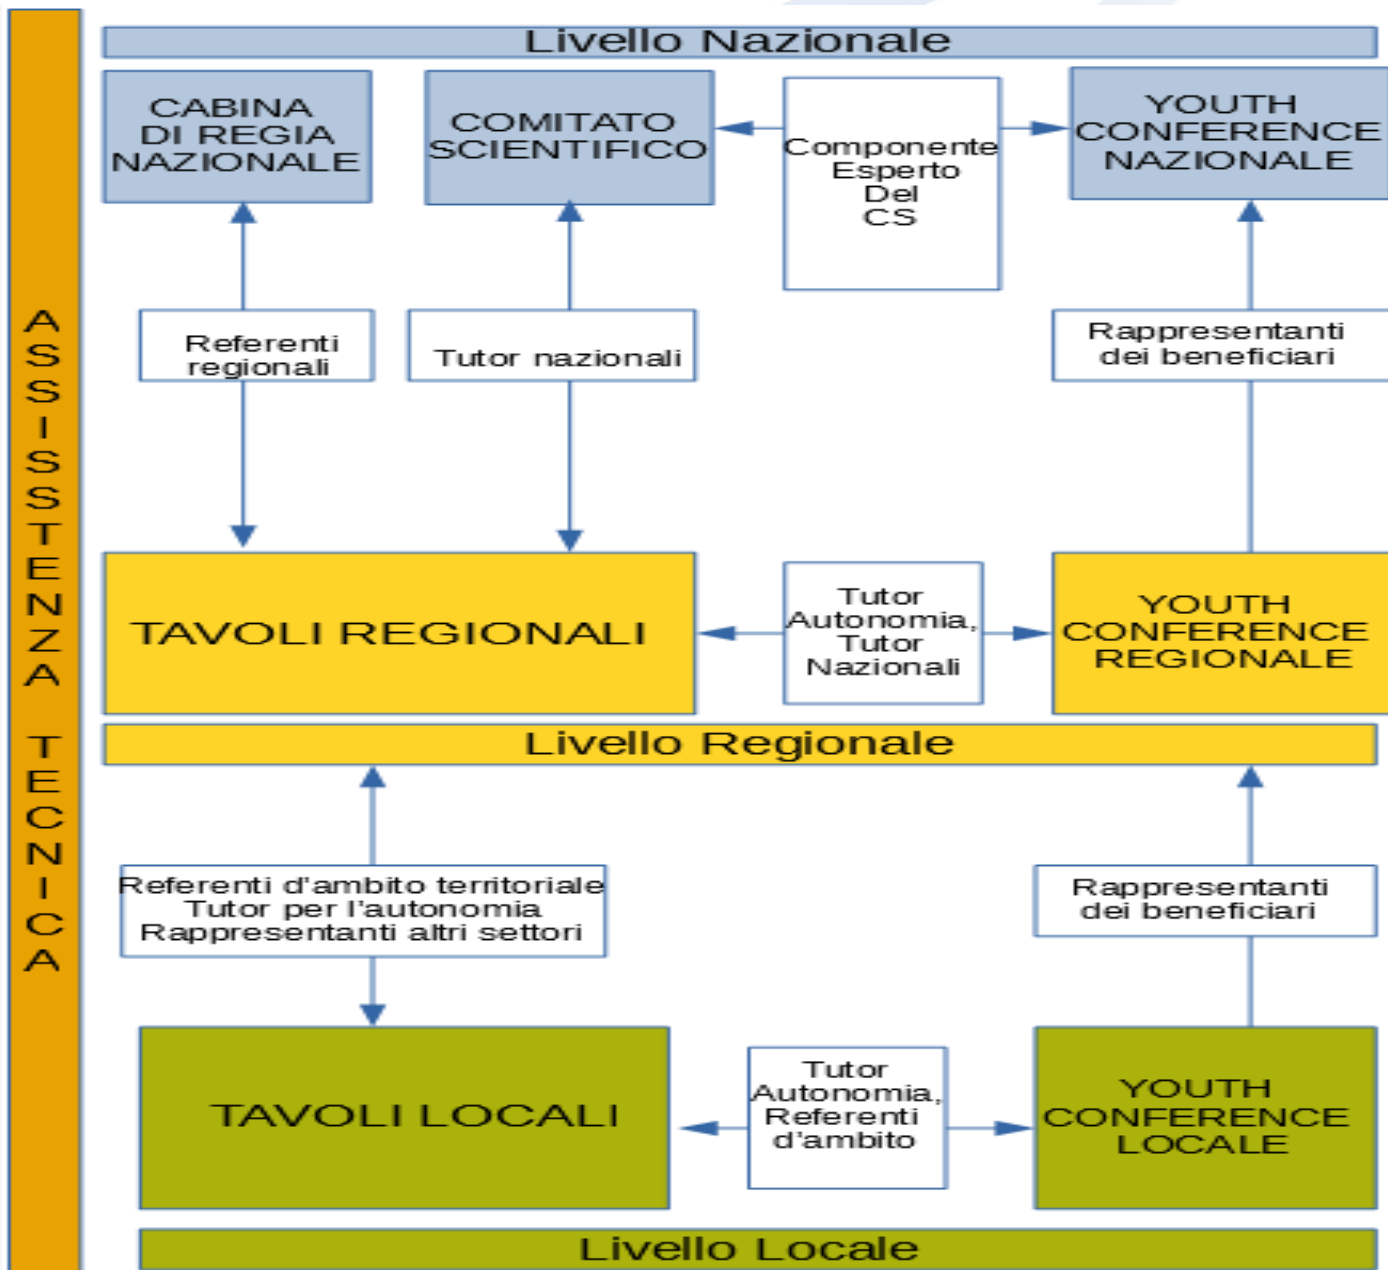 ASSISTENZA TECNICA
Livello Nazionale
CABINA
DI REGIA
NAZIONALE
COMITATO
SCIENTIFICO
Componente
Esperto
Del
CS
YOUTH
CONFERENCE
NAZIONALE
Referenti
regionali
Tutor nazionali
Rappresentanti
dei beneficiari
TAVOLI REGIONALI
Tutor
Autonomia,
Tutor
Nazionali
YOUTH
CONFERENCE
REGIONALE
Livello Regionale
Referenti d'ambito territoriale
Tutor per l'autonomia
Rappresentanti altri settori
Rappresentanti
dei beneficiari
TAVOLI LOCALI
Tutor
Autonomia,
Referenti
d'ambito
YOUTH
CONFERENCE
LOCALE
Livello Locale